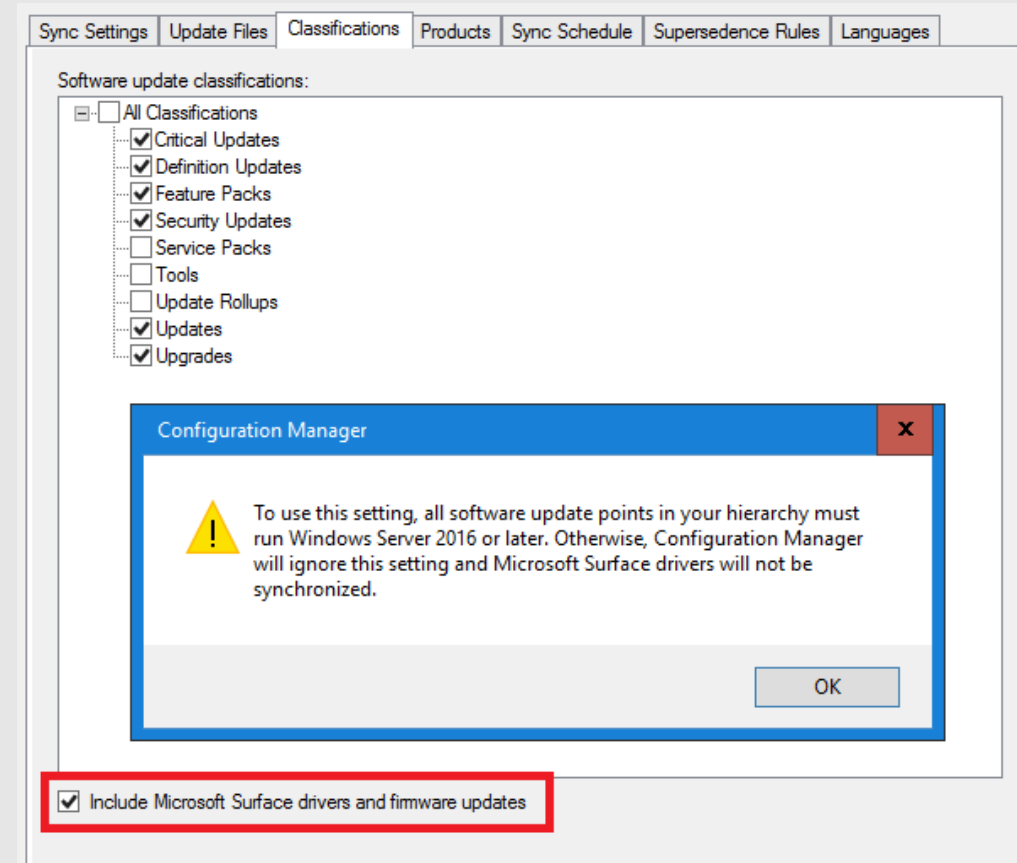 Sync Settings Update Files Classifications Products Sync Schedule Supersedence Rules Languages
Software update classifications:
All Classifications
Critical Updates
Definition Updates
Feature Packs
Security Updates
Service Packs
Tools
Update Rollups
Updates
Upgrades
Configuration Manager x
To use this setting, all software update points in your hierarchy must
run Windows Server 2016 or later. Otherwise, Configuration Manager
will ignore this setting and Microsoft Surface drivers will not be
synchronized.
OK
Include Microsoft Surface drivers and firmware updates